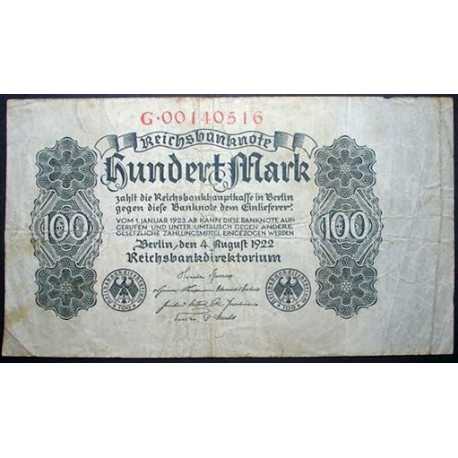 G·00140516
Reichsbanknote
Hundert Mark
zahlt die Reichsbankhauptkasse in Berlin
gegen diese Banknote dem Einlieferer.
VOM 1. JANUAR 1923 AB KANN DIESE BANKNOTE AUF-
GERUFEN UND UNTER UMTAUSCH GEGEN ANDERE
GESETZLICHE ZAHLUNGSMITTEL EINGEZOGEN WERDEN
100
100
Berlin, den 4. August 1922
Reichsbankdirektorium